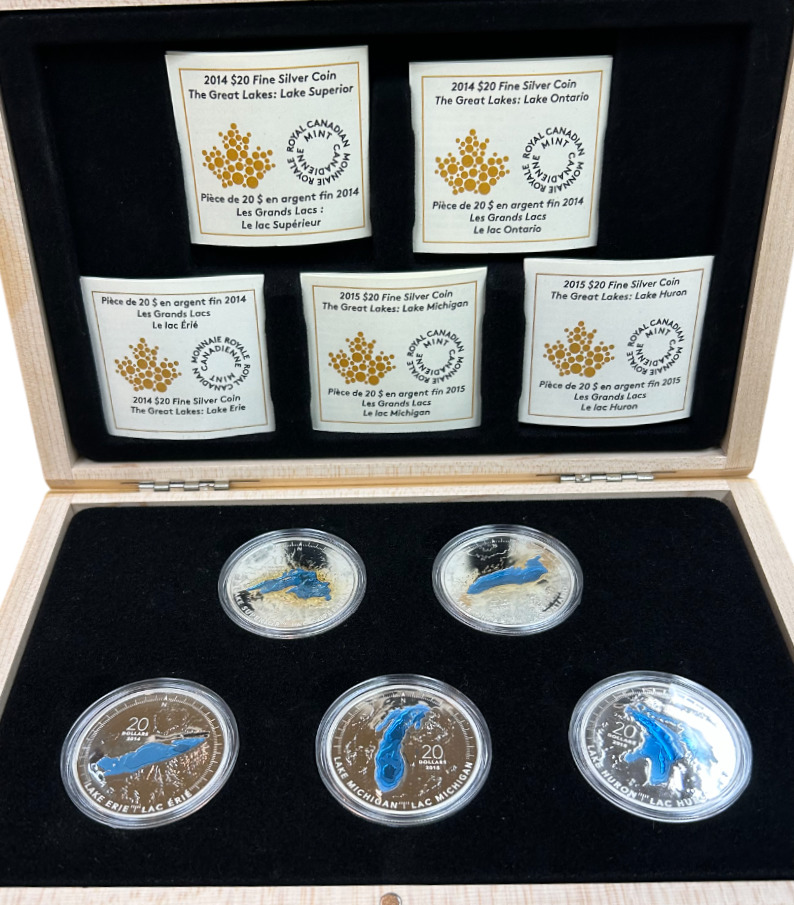 2014 $20 Fine Silver Coin
The Great Lakes: Lake Superior
ROYAL CANADIAN MINT
MONNAIE ROYALE CANADIENNE
Pièce de 20 $ en argent fin 2014
Les Grands Lacs :
Le lac Supérieur
2014 $20 Fine Silver Coin
The Great Lakes: Lake Ontario
ROYAL CANADIAN MINT
MONNAIE ROYALE CANADIENNE
Pièce de 20 $ en argent fin 2014
Les Grands Lacs
Le lac Ontario
Pièce de 20 $ en argent fin 2014
Les Grands Lacs
Le lac Érié
MONNAIE ROYALE CANADIENNE
ROYAL CANADIAN MINT
2014 $20 Fine Silver Coin
The Great Lakes: Lake Erie
2015 $20 Fine Silver Coin
The Great Lakes: Lake Michigan
ROYAL CANADIAN MINT
MONNAIE ROYALE CANADIENNE
Pièce de 20 $ en argent fin 2015
Les Grands Lacs
Le lac Michigan
2015 $20 Fine Silver Coin
The Great Lakes: Lake Huron
ROYAL CANADIAN MINT
MONNAIE ROYALE CANADIENNE
Pièce de 20 $ en argent fin 2015
Les Grands Lacs
Le lac Huron
N
N
N
20
DOLLARS
2014
LAKE ERIE LAC ÉRIÉ
N
20
DOLLARS
2015
LAKE MICHIGAN LAC MICHIGAN
20
DOLLARS
2015
LAKE HURON LAC